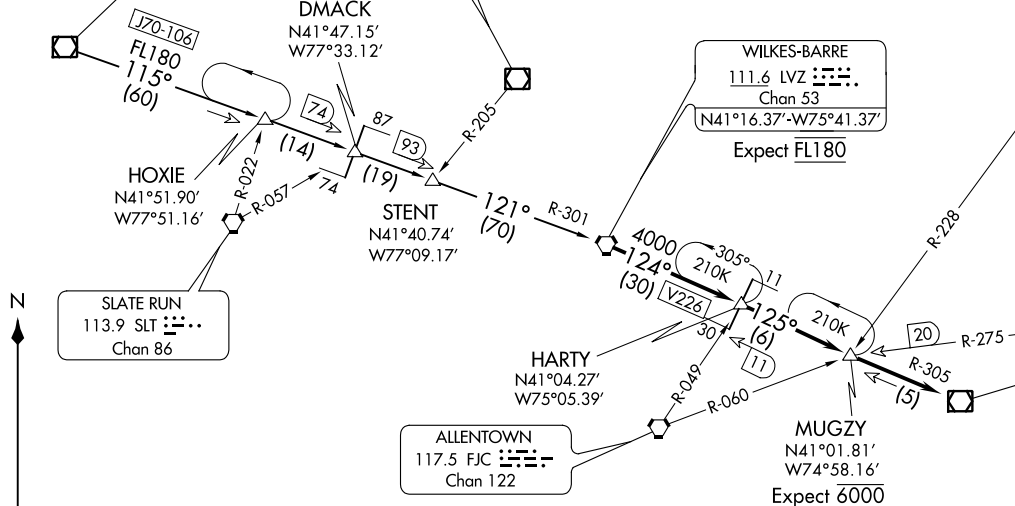 DMACK
N41°47.15'
W77°33.12'
J70-106
FL180
115°
(60)
74
87
93
R-205
(14)
(19)
HOXIE
N41°51.90'
W77°51.16'
R-022
R-057
74
STENT
N41°40.74'
W77°09.17'
121°
(70)
R-301
WILKES-BARRE
111.6 LVZ
Chan 53
N41°16.37'-W75°41.37'
Expect FL180
R-228
SLATE RUN
113.9 SLT
Chan 86
N
4000
124°
(30)
V226
305°
210K
11
30
125°
(6)
210K
11
20
R-275
R-305
(5)
HARTY
N41°04.27'
W75°05.39'
R-049
R-060
ALLENTOWN
117.5 FJC
Chan 122
MUGZY
N41°01.81'
W74°58.16'
Expect 6000